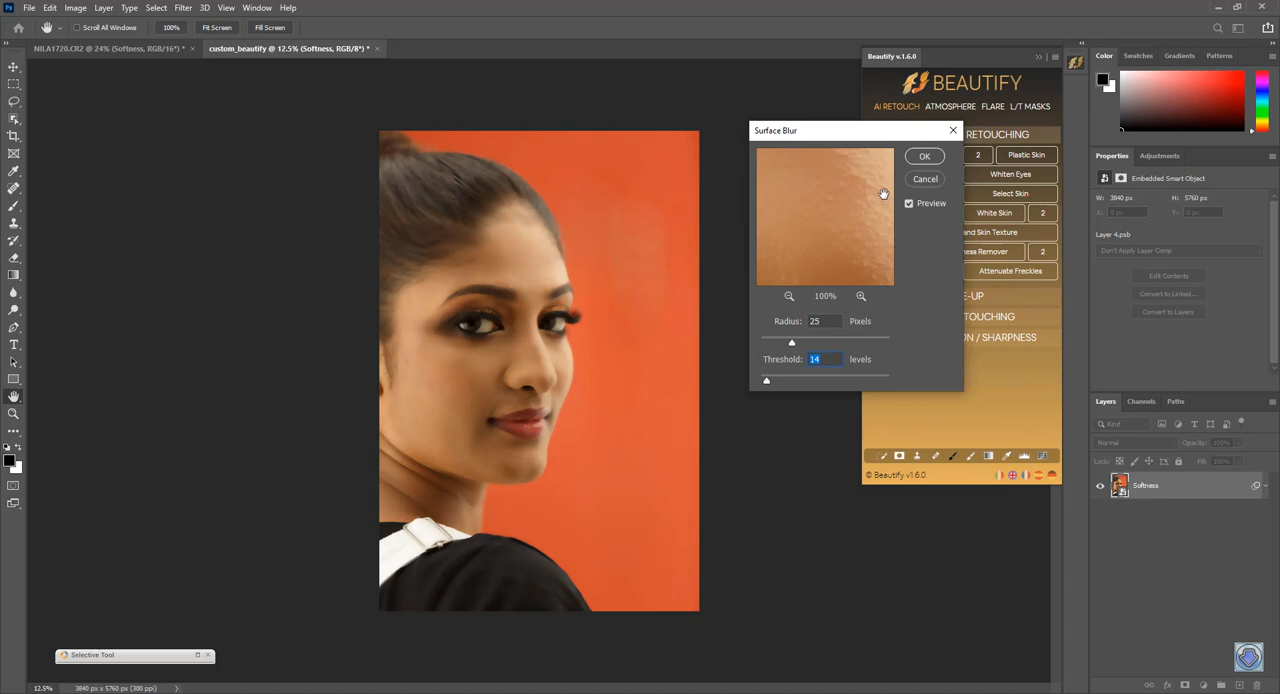 Ps File Edit Image Layer Type Select Filter 3D View Window Help
Scroll All Windows 100% Fit Screen Fill Screen
NILA1720.CR2 @ 24% (Softness, RGB/16*) * × custom_beautify @ 12.5% (Softness, RGB/8*) * ×
Beautify v.1.6.0
BEAUTIFY
AI RETOUCH ATMOSPHERE FLARE L/T MASKS
RETOUCHING
2 Plastic Skin
Whiten Eyes
Select Skin
White Skin 2
and Skin Texture
ess Remover 2
Attenuate Freckles
E-UP
TOUCHING
ON / SHARPNESS
© Beautify v1.6.0
Surface Blur
OK
Cancel
Preview
100%
Radius: 25 Pixels
Threshold: 14 levels
Color Swatches Gradients Patterns
Properties Adjustments
Embedded Smart Object
W: 3840 px H: 5760 px
X: 0 px Y: 0 px
Layer 4.psb
Don't Apply Layer Comp
Edit Contents
Convert to Linked...
Convert to Layers
Layers Channels Paths
Kind
Normal Opacity: 100%
Lock: Fill: 100%
Softness
Selective Tool
12.5% 3840 px x 5760 px (300 ppi)